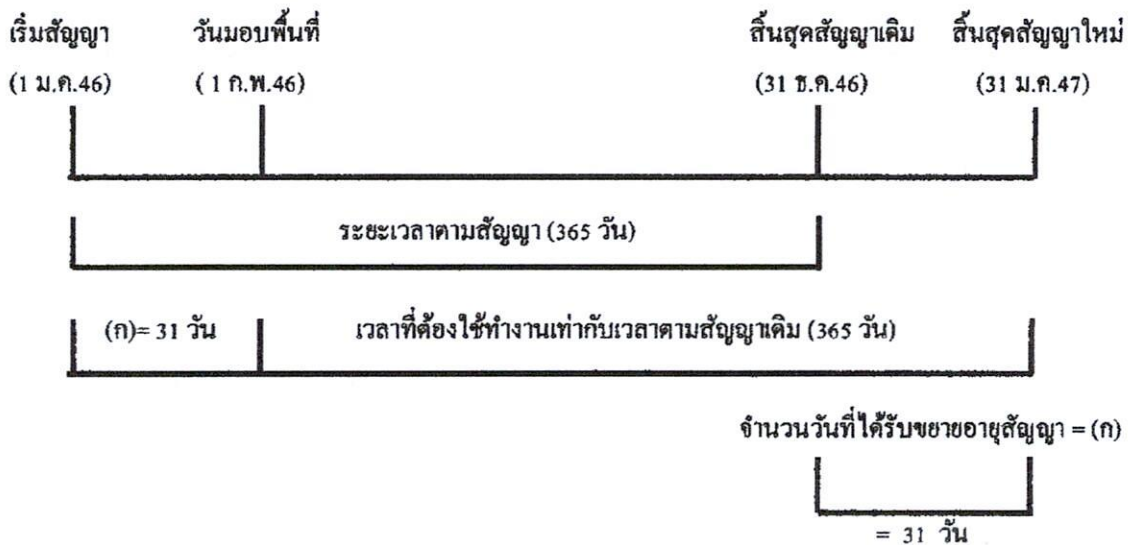 เริ่มสัญญา วันมอบพื้นที่ สิ้นสุดสัญญาเดิม สิ้นสุดสัญญาใหม่
(1 ม.ค.46) ( 1 ก.พ.46) (31 ธ.ค.46) (31 ม.ค.47)
ระยะเวลาตามสัญญา (365 วัน)
(ก)= 31 วัน เวลาที่ต้องใช้ทำงานเท่ากับเวลาตามสัญญาเดิม (365 วัน)
จำนวนวันที่ได้รับขยายอายุสัญญา = (ก)
= 31 วัน